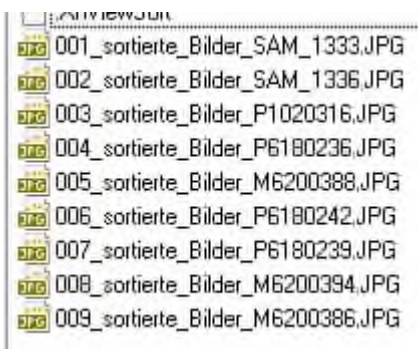 001_sortierte_Bilder_SAM_1333.JPG
002_sortierte_Bilder_SAM_1336.JPG
003_sortierte_Bilder_P1020316.JPG
004_sortierte_Bilder_P6180236.JPG
005_sortierte_Bilder_M6200388.JPG
006_sortierte_Bilder_P6180242.JPG
007_sortierte_Bilder_P6180239.JPG
008_sortierte_Bilder_M6200394.JPG
009_sortierte_Bilder_M6200386.JPG